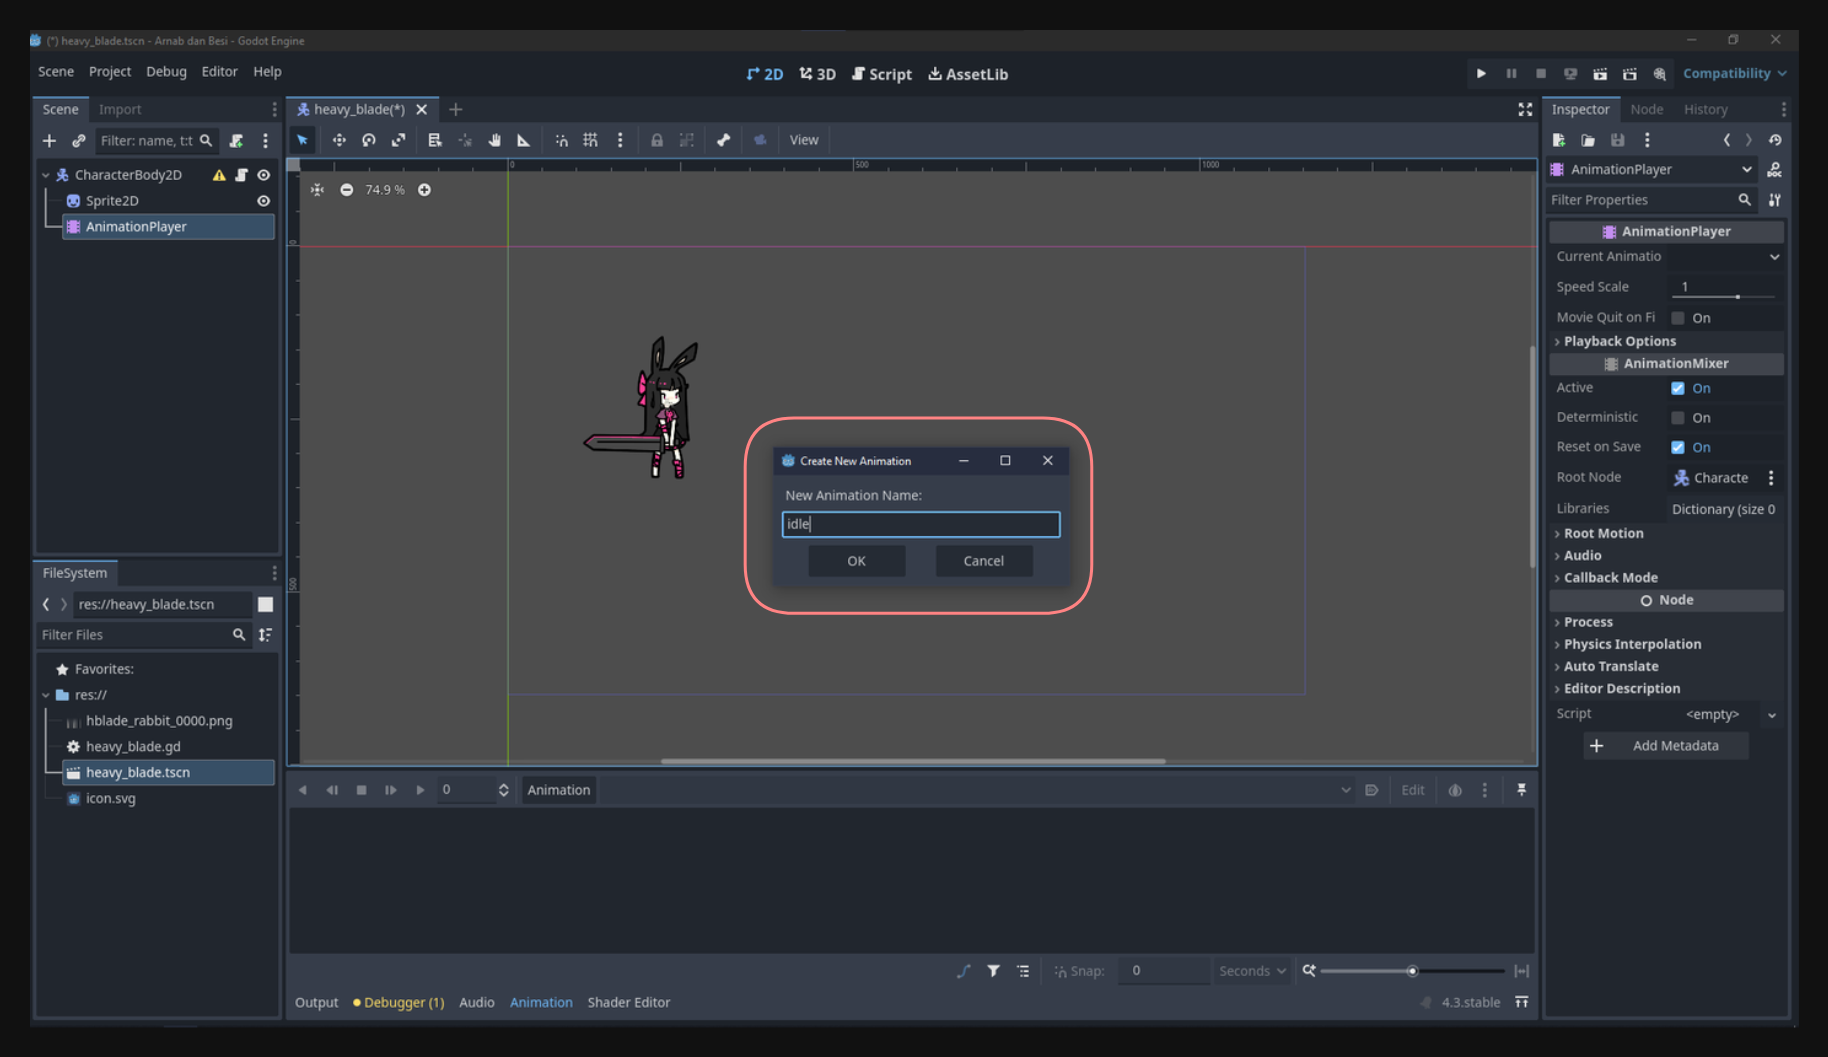 (*) heavy_blade.tscn - Arnab dan Besi - Godot Engine
Scene Project Debug Editor Help
2D 3D Script AssetLib
Compatibility
Scene Import
Filter: name, t:t
CharacterBody2D
Sprite2D
AnimationPlayer
FileSystem
res://heavy_blade.tscn
Filter Files
Favorites:
res://
hblade_rabbit_0000.png
heavy_blade.gd
heavy_blade.tscn
icon.svg
heavy_blade(*)
View
0 500 1000
74.9 %
0
500
Create New Animation
New Animation Name:
idle
OK Cancel
0 Animation Edit
Snap: 0 Seconds
Output Debugger (1) Audio Animation Shader Editor 4.3.stable
Inspector Node History
AnimationPlayer
DOC
Filter Properties
AnimationPlayer
Current Animatio
Speed Scale 1
Movie Quit on Fi On
Playback Options
AnimationMixer
Active On
Deterministic On
Reset on Save On
Root Node Characte
Libraries Dictionary (size 0
Root Motion
Audio
Callback Mode
Node
Process
Physics Interpolation
Auto Translate
Editor Description
Script <empty>
Add Metadata